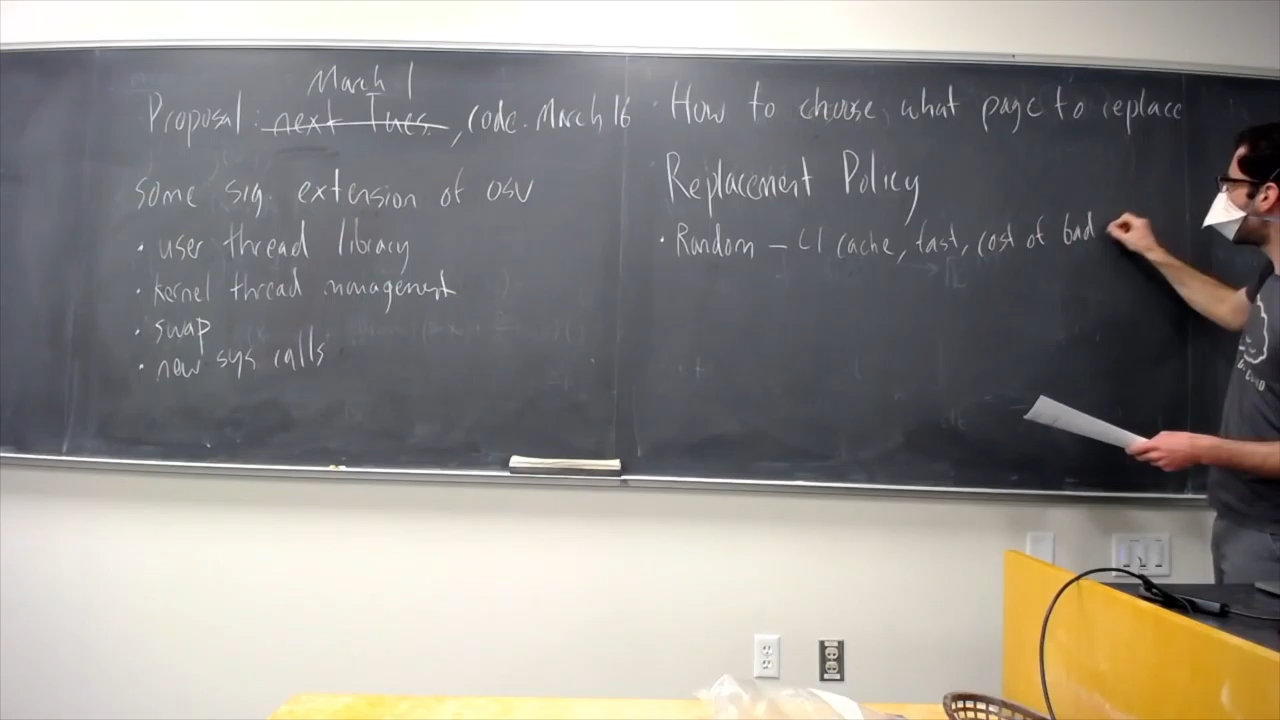 March 1
Proposal: next Tues., code. March 16
some sig. extension of OSV
• user thread library
• kernel thread management
• swap
• new sys calls
• How to choose what page to replace
Replacement Policy
• Random – L1 cache, fast, cost of bad